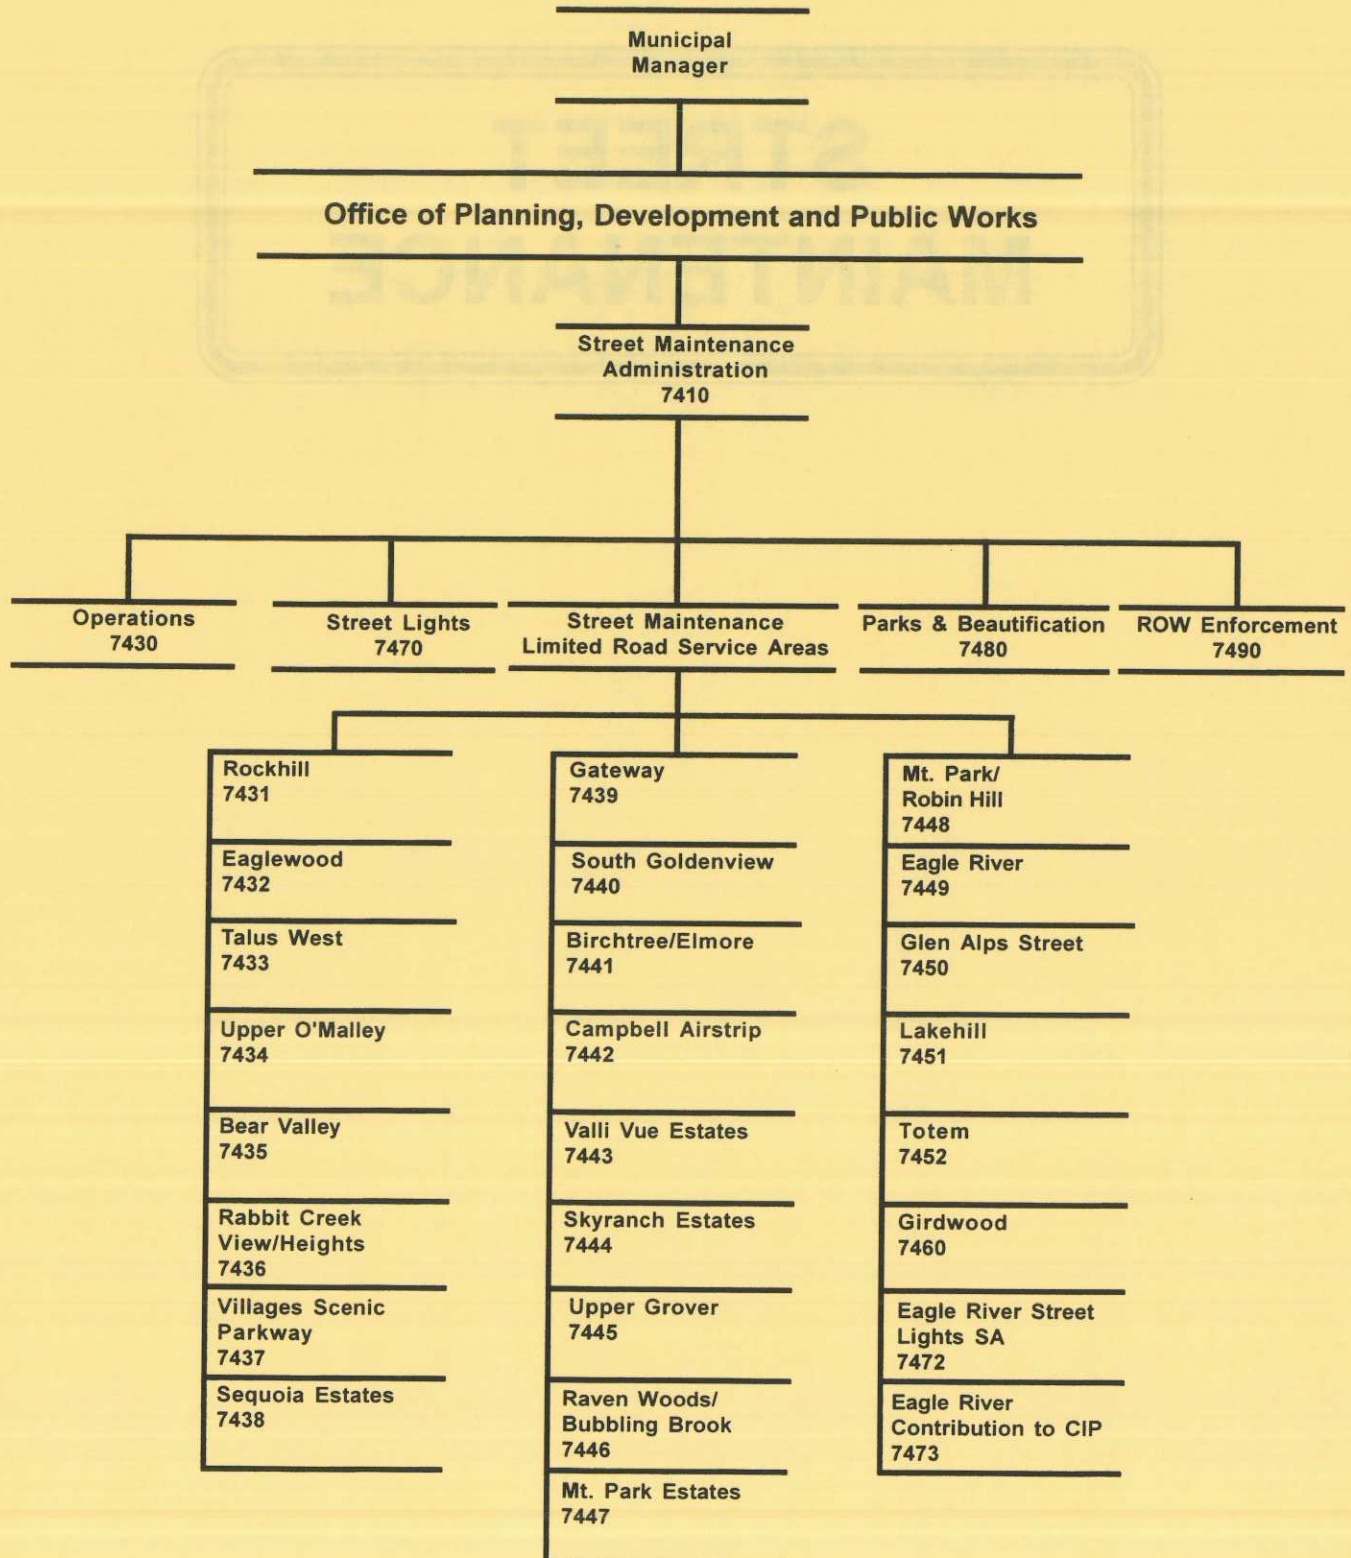 Municipal
Manager
Office of Planning, Development and Public Works
Street Maintenance
Administration
7410
Operations
7430
Street Lights
7470
Street Maintenance
Limited Road Service Areas
Parks & Beautification
7480
ROW Enforcement
7490
Rockhill
7431
Eaglewood
7432
Talus West
7433
Upper O'Malley
7434
Bear Valley
7435
Rabbit Creek
View/Heights
7436
Villages Scenic
Parkway
7437
Sequoia Estates
7438
Gateway
7439
South Goldenview
7440
Birchtree/Elmore
7441
Campbell Airstrip
7442
Valli Vue Estates
7443
Skyranch Estates
7444
Upper Grover
7445
Raven Woods/
Bubbling Brook
7446
Mt. Park Estates
7447
Mt. Park/
Robin Hill
7448
Eagle River
7449
Glen Alps Street
7450
Lakehill
7451
Totem
7452
Girdwood
7460
Eagle River Street
Lights SA
7472
Eagle River
Contribution to CIP
7473
STREET
MAINTENANCE